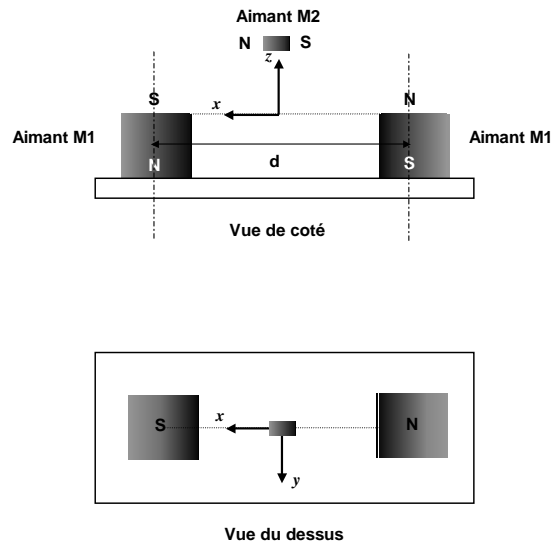 Aimant M2
N S
z
S x N
Aimant M1 Aimant M1
d
N S
Vue de coté
S x N
y
Vue du dessus